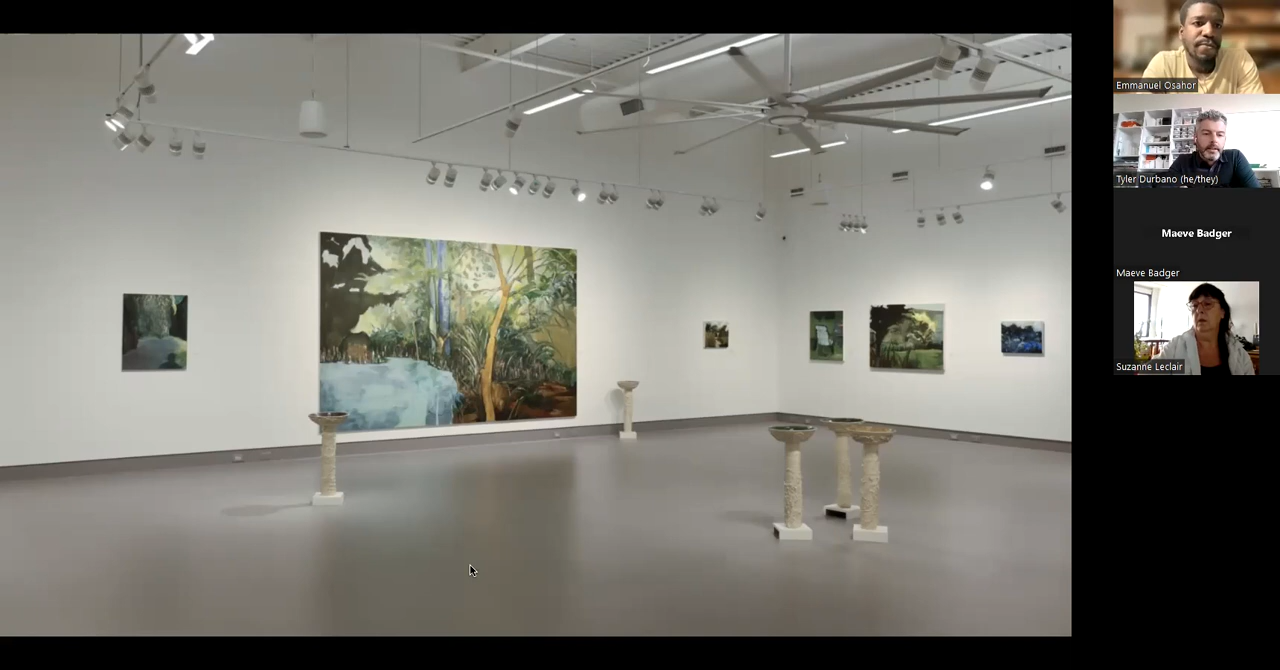 Emmanuel Osahor
Tyler Durbano (he/they)
Maeve Badger
Maeve Badger
Suzanne Leclair